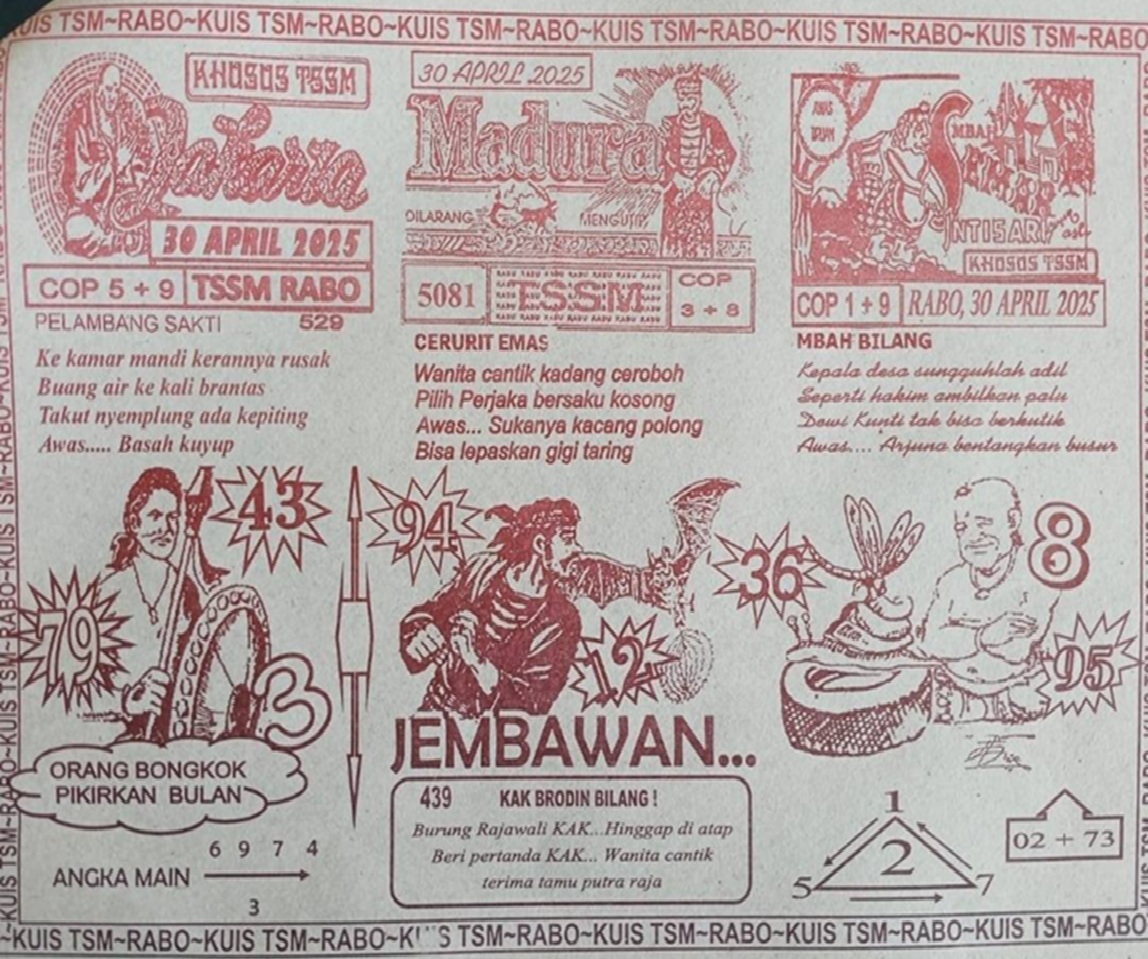 KUIS TSM~RABO~KUIS TSM~RABO~KUIS TSM~RABO~KUIS TSM~RABO~KUIS TSM~RABO~KUIS TSM~RABO
KHUSUS TSSM
Jakarta
30 APRIL 2025
COP 5 + 9 TSSM RABO
PELAMBANG SAKTI 529
Ke kamar mandi kerannya rusak
Buang air ke kali brantas
Takut nyemplung ada kepiting
Awas..... Basah kuyup
43
79
3
ORANG BONGKOK
PIKIRKAN BULAN
6 9 7 4
ANGKA MAIN
3
30 APRIL 2025
Madura
DILARANG MENGUTIP
5081 TSSM COP
3 + 8
CERURIT EMAS
Wanita cantik kadang ceroboh
Pilih Perjaka bersaku kosong
Awas... Sukanya kacang polong
Bisa lepaskan gigi taring
94
12
JEMBAWAN...
439 KAK BRODIN BILANG !
Burung Rajawali KAK...Hinggap di atap
Beri pertanda KAK... Wanita cantik
terima tamu putra raja
MBAH
INTISARI
KHUSUS TSSM
COP 1 + 9 RABO, 30 APRIL 2025
MBAH BILANG
Kepala desa sungguhlah adil
Seperti hakim ambilkan palu
Dewi Kunti tak bisa berkutik
Awas.... Arjuna bentangkan busur
36
8
95
1
2
5 7
02 + 73
~KUIS TSM~RABO~KUIS TSM~RABO~KUIS TSM~RABO~KUIS TSM~RABO~KUIS TSM~RABO